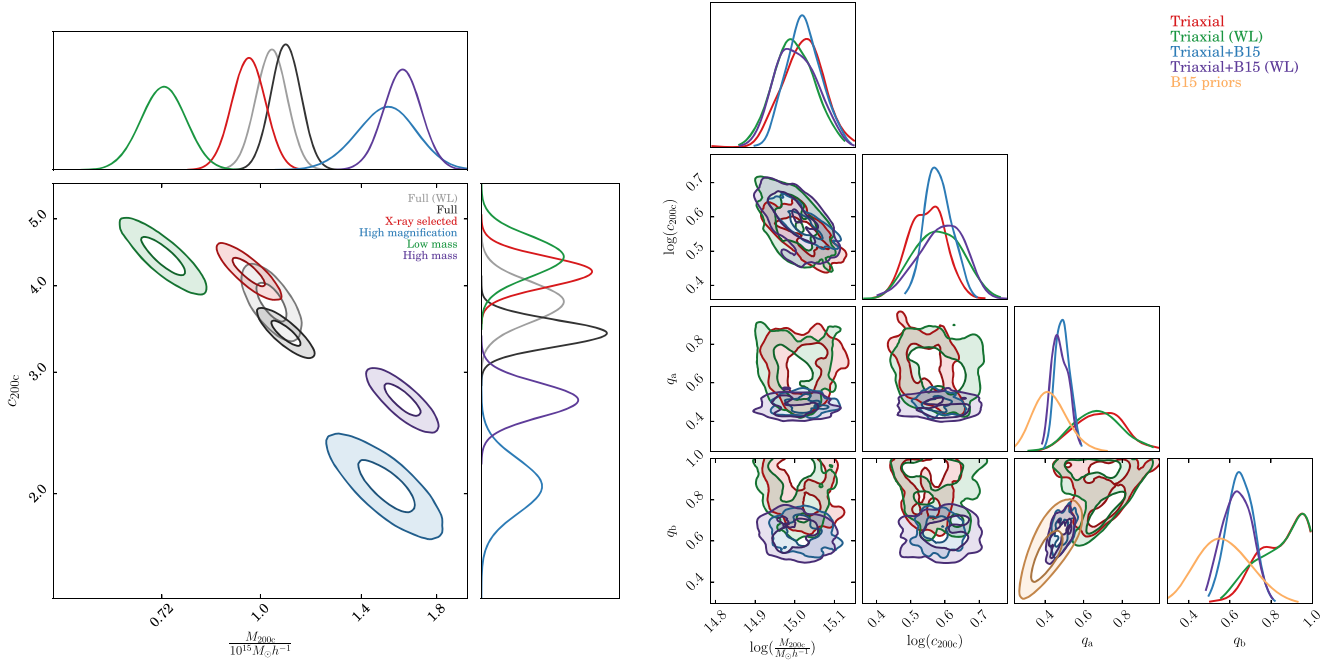 Full (WL)
Full
X-ray selected
High magnification
Low mass
High mass
5.0
4.0
3.0
2.0
c200c
0.72
1.0
1.4
1.8
M200c
10^15 M⊙ h^−1
Triaxial
Triaxial (WL)
Triaxial+B15
Triaxial+B15 (WL)
B15 priors
0.7
0.6
0.5
0.4
log(c200c)
0.8
0.6
0.4
qa
1.0
0.8
0.6
0.4
qb
14.8
14.9
15.0
15.1
log(M200c/M⊙h^−1)
0.4
0.5
0.6
0.7
log(c200c)
0.4
0.6
0.8
qa
0.4
0.6
0.8
1.0
qb